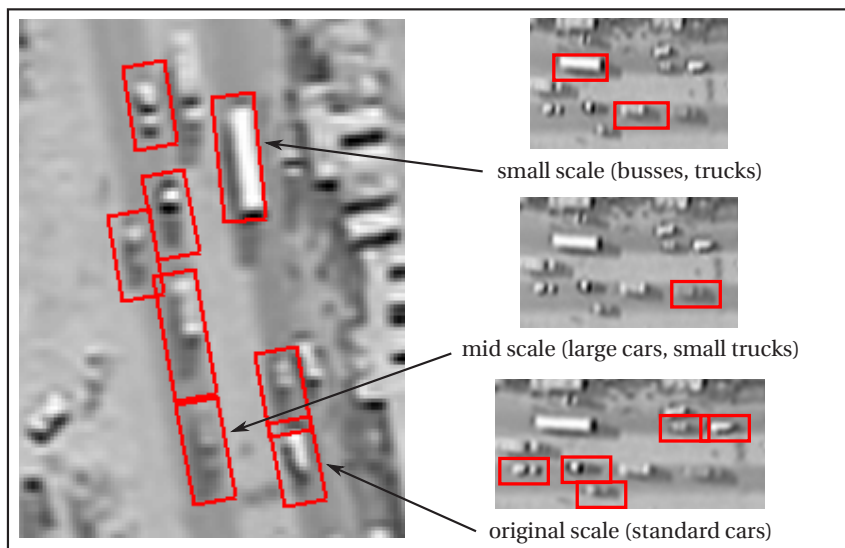 small scale (busses, trucks)
mid scale (large cars, small trucks)
original scale (standard cars)